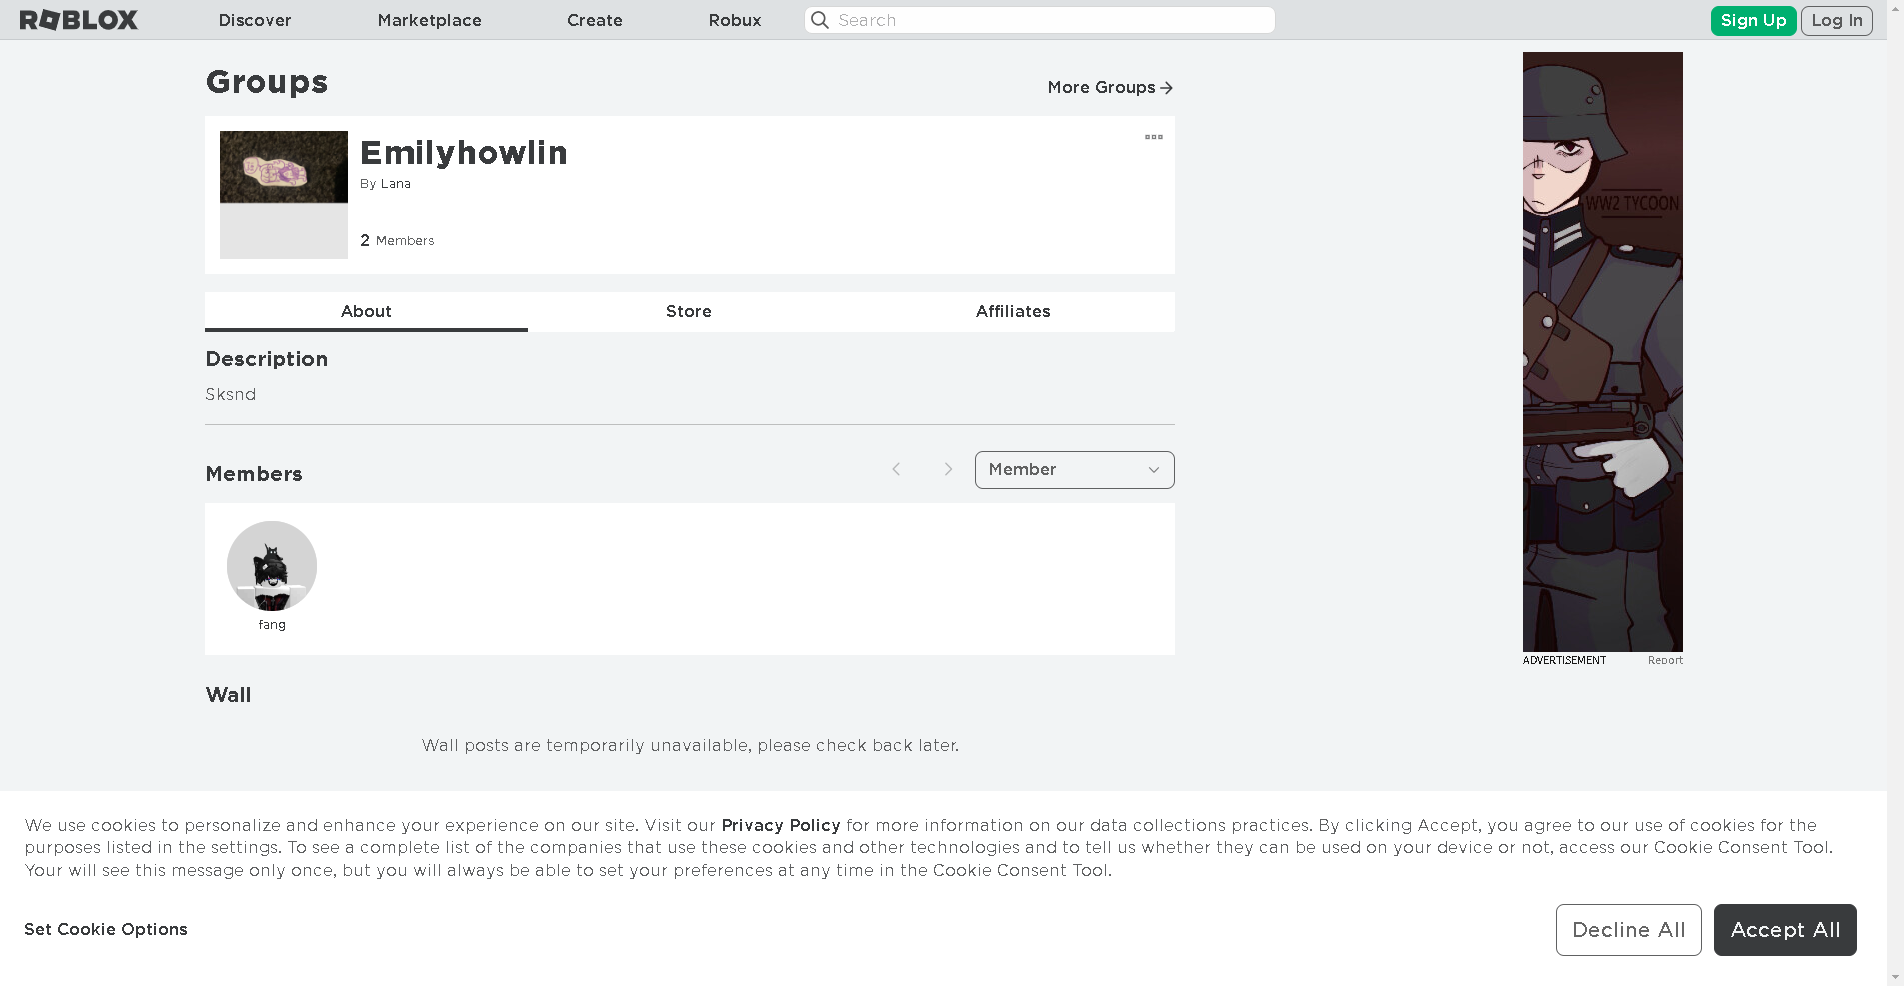 ROBLOX Discover Marketplace Create Robux Search Sign Up Log In
Groups
More Groups
Emilyhowlin
By Lana
2 Members
About Store Affiliates
Description
Sksnd
Members
Member
fang
Wall
Wall posts are temporarily unavailable, please check back later.
WW2 TYCOON
ADVERTISEMENT Report
We use cookies to personalize and enhance your experience on our site. Visit our Privacy Policy for more information on our data collections practices. By clicking Accept, you agree to our use of cookies for the
purposes listed in the settings. To see a complete list of the companies that use these cookies and other technologies and to tell us whether they can be used on your device or not, access our Cookie Consent Tool.
Your will see this message only once, but you will always be able to set your preferences at any time in the Cookie Consent Tool.
Set Cookie Options
Decline All
Accept All